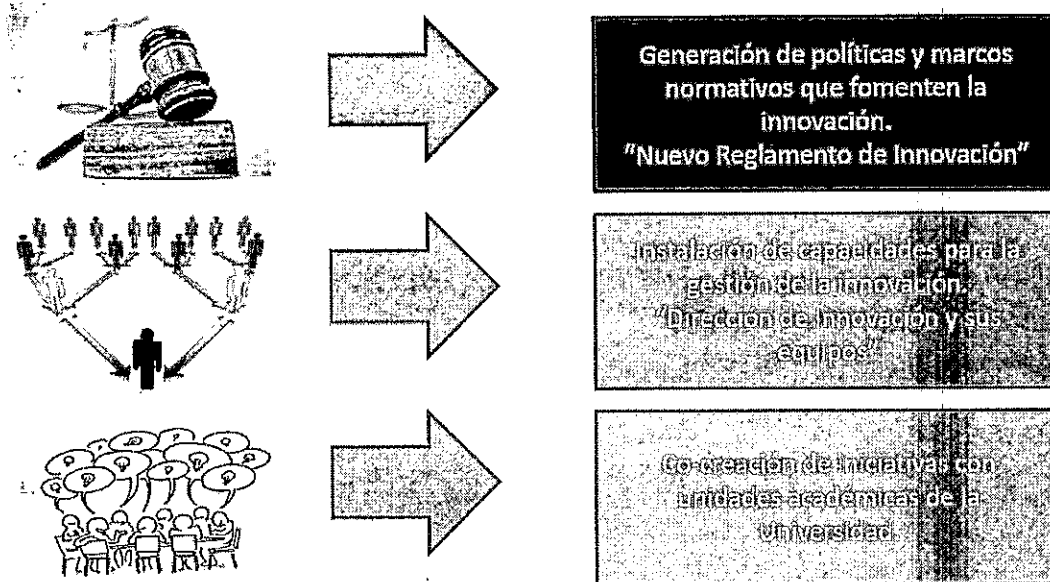 Generación de políticas y marcos
normativos que fomenten la
innovación.
"Nuevo Reglamento de Innovación"
Instalación de capacidades para la
gestión de la innovación.
"Dirección de Innovación y sus
equipos"
Co-creación de iniciativas con
unidades académicas de la
Universidad